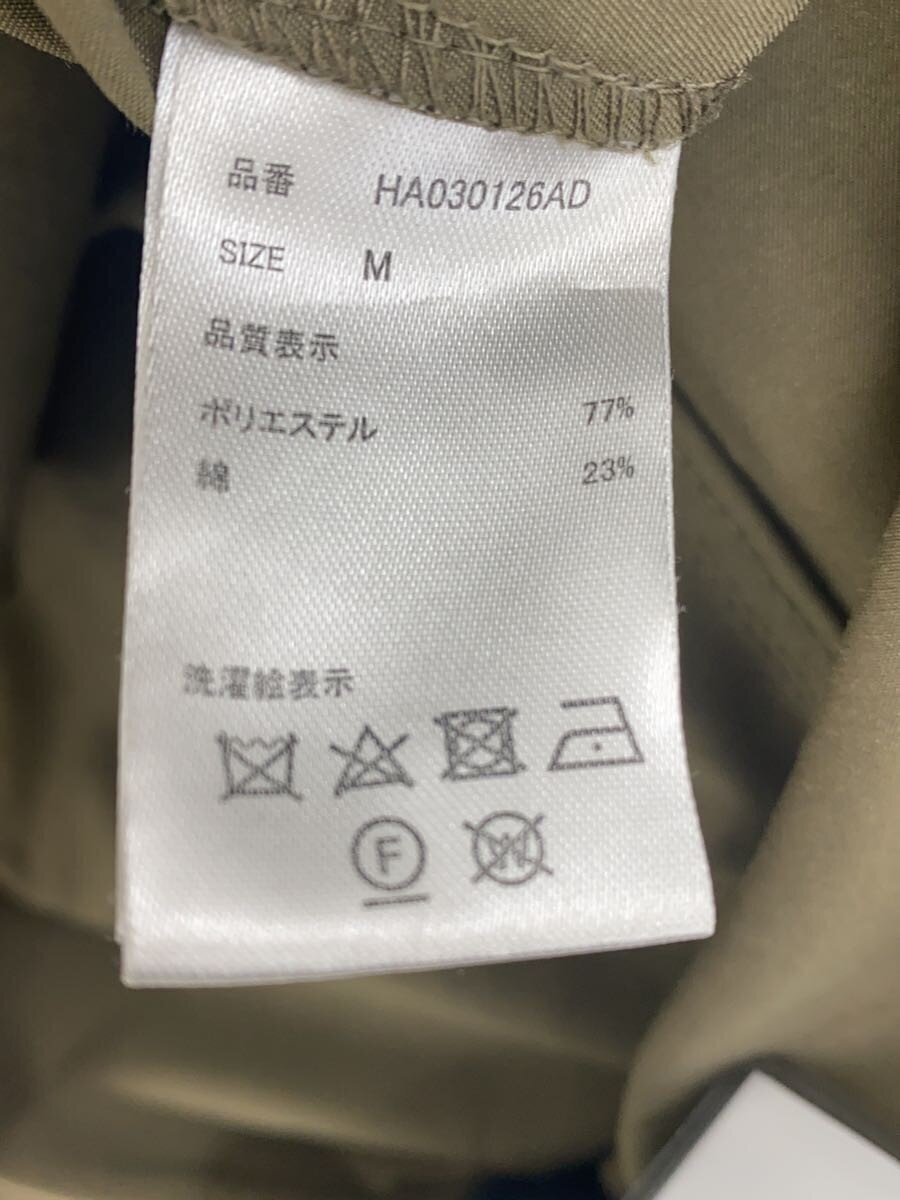 品番 HA030126AD
SIZE M
品質表示
ポリエステル 77%
綿 23%
洗濯絵表示
F W